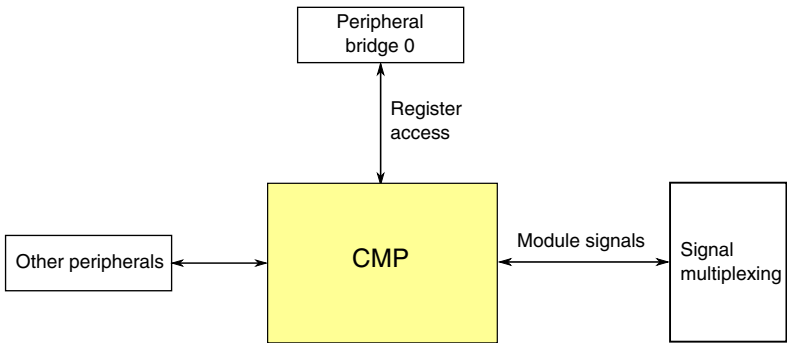 Peripheral
bridge 0
Register
access
Other peripherals
CMP
Module signals
Signal
multiplexing